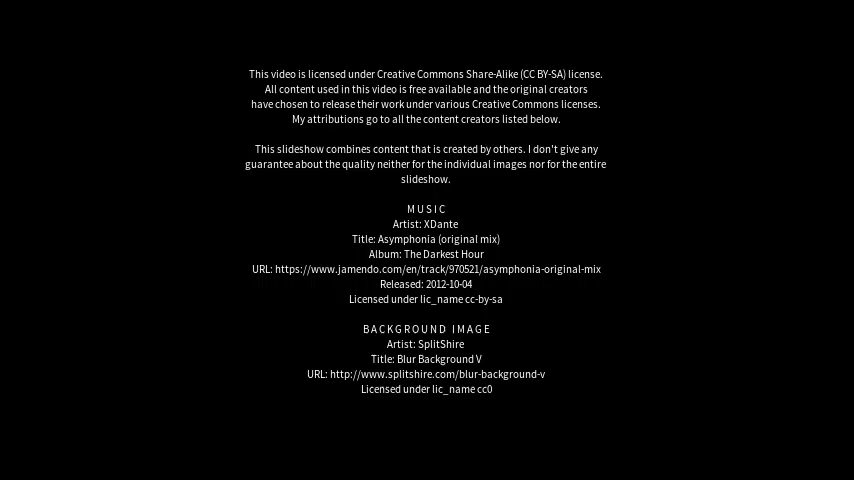 This video is licensed under Creative Commons Share-Alike (CC BY-SA) license.
All content used in this video is free available and the original creators
have chosen to release their work under various Creative Commons licenses.
My attributions go to all the content creators listed below.
This slideshow combines content that is created by others. I don't give any
guarantee about the quality neither for the individual images nor for the entire
slideshow.
MUSIC
Artist: XDante
Title: Asymphonia (original mix)
Album: The Darkest Hour
URL: https://www.jamendo.com/en/track/970521/asymphonia-original-mix
Released: 2012-10-04
Licensed under lic_name cc-by-sa
BACKGROUND IMAGE
Artist: SplitShire
Title: Blur Background V
URL: http://www.splitshire.com/blur-background-v
Licensed under lic_name cc0